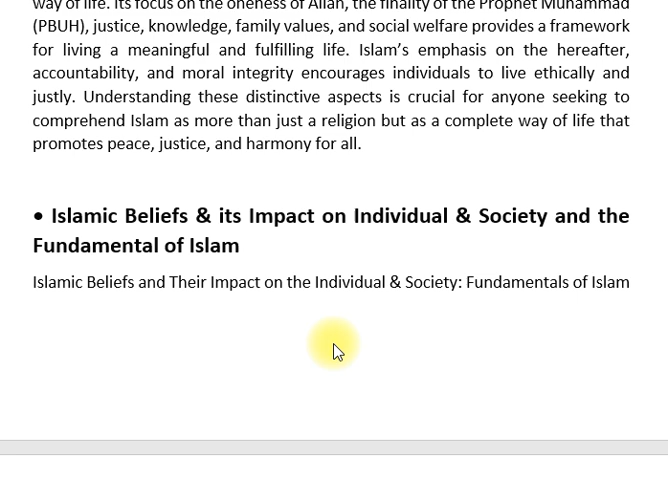 way of life. Its focus on the oneness of Allah, the finality of the Prophet Muhammad
(PBUH), justice, knowledge, family values, and social welfare provides a framework
for living a meaningful and fulfilling life. Islam’s emphasis on the hereafter,
accountability, and moral integrity encourages individuals to live ethically and
justly. Understanding these distinctive aspects is crucial for anyone seeking to
comprehend Islam as more than just a religion but as a complete way of life that
promotes peace, justice, and harmony for all.
• Islamic Beliefs & its Impact on Individual & Society and the
Fundamental of Islam
Islamic Beliefs and Their Impact on the Individual & Society: Fundamentals of Islam